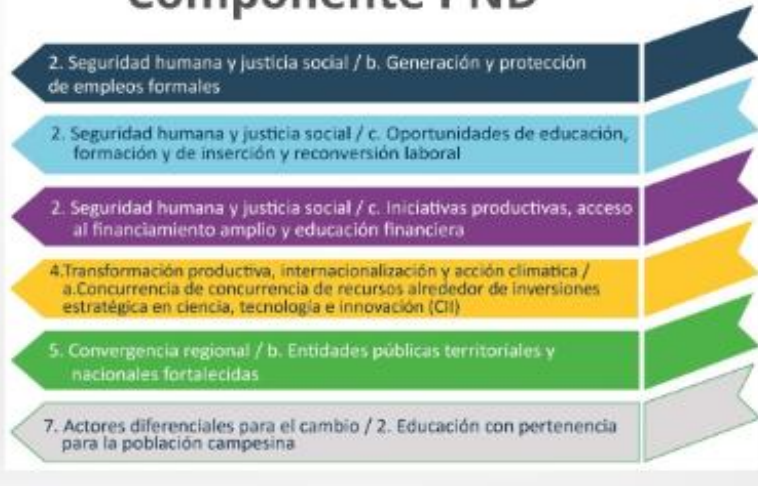 Componente PND
2. Seguridad humana y justicia social / b. Generación y protección
de empleos formales
2. Seguridad humana y justicia social / c. Oportunidades de educación,
formación y de inserción y reconversión laboral
2. Seguridad humana y justicia social / c. Iniciativas productivas, acceso
al financiamiento amplio y educación financiera
4.Transformación productiva, internacionalización y acción climatica /
a.Concurrencia de concurrencia de recursos alrededor de inversiones
estratégica en ciencia, tecnología e innovación (CII)
5. Convergencia regional / b. Entidades públicas territoriales y
nacionales fortalecidas
7. Actores diferenciales para el cambio / 2. Educación con pertenencia
para la población campesina